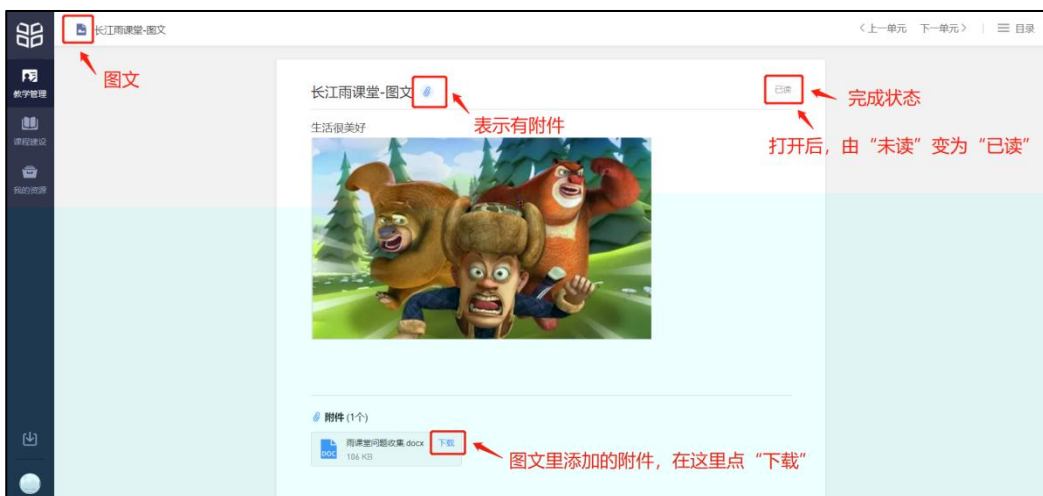 长江雨课堂-图文
〈 上一单元 下一单元 〉 目录
图文
教学管理
课程建设
我的资源
长江雨课堂-图文
已读
完成状态
表示有附件
打开后，由“未读”变为“已读”
生活很美好
附件 (1个)
雨课堂问题收集.docx 下载
DOC 186 KB
图文里添加的附件，在这里点“下载”